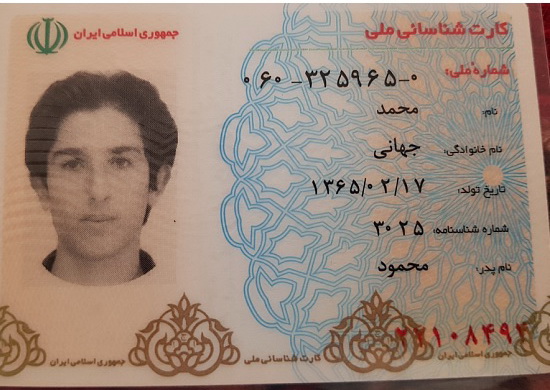 کارت شناسائی ملی
جمهوری اسلامی ایران
شماره ملی: ۰۶۰-۳۲۵۹۶۵-۰
نام: محمد
نام خانوادگی: جهانی
تاریخ تولد: ۱۳۶۵/۰۲/۱۷
شماره شناسنامه: ۳۰۲۵
نام پدر: محمود
جمهوری اسلامی ایران
کارت شناسائی ملی
جمهوری اسلامی ایران